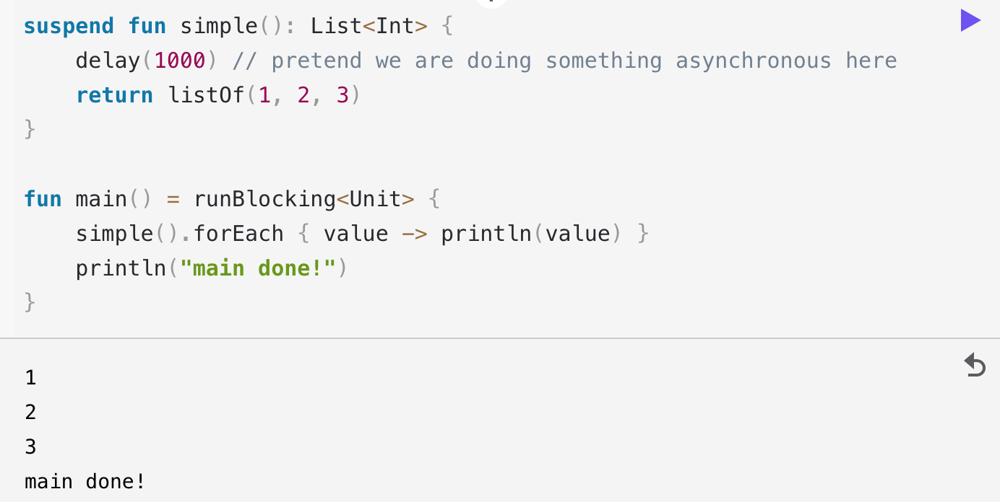 suspend fun simple(): List<Int> {
    delay(1000) // pretend we are doing something asynchronous here
    return listOf(1, 2, 3)
}
fun main() = runBlocking<Unit> {
    simple().forEach { value -> println(value) }
    println("main done!")
}
1
2
3
main done!